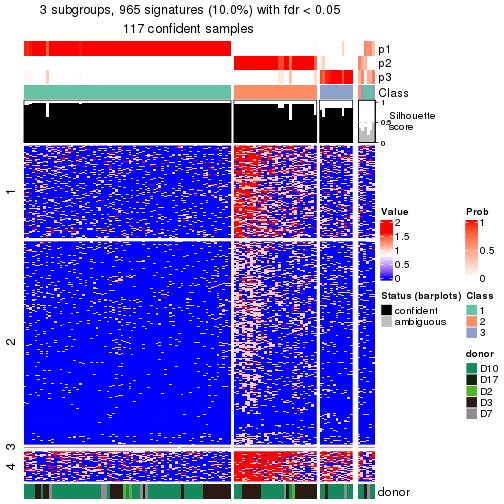 3 subgroups, 965 signatures (10.0%) with fdr < 0.05
117 confident samples
p1
p2
p3
Class
1
0.5
0
Silhouette
score
1
2
3
4
donor
Value
2
1.5
1
0.5
0
Prob
1
0.5
0
Status (barplots)
confident
ambiguous
Class
1
2
3
donor
D10
D17
D2
D3
D7